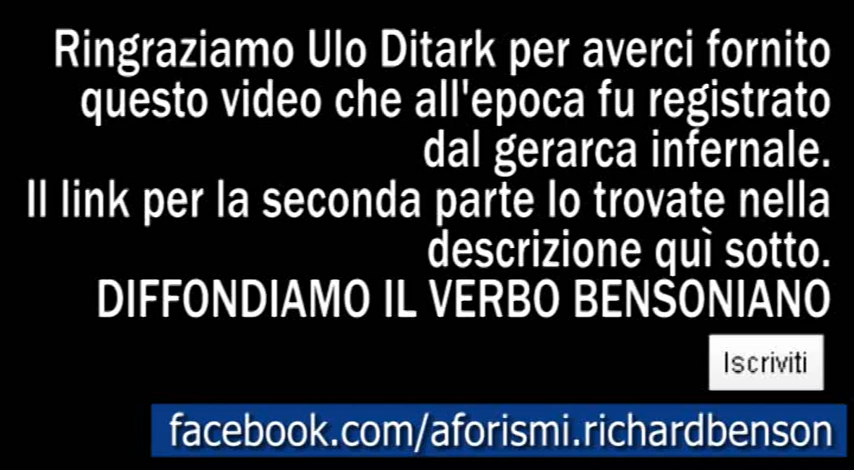 Ringraziamo Ulo Ditark per averci fornito
questo video che all'epoca fu registrato
dal gerarca infernale.
Il link per la seconda parte lo trovate nella
descrizione quì sotto.
DIFFONDIAMO IL VERBO BENSONIANO
Iscriviti
facebook.com/aforismi.richardbenson